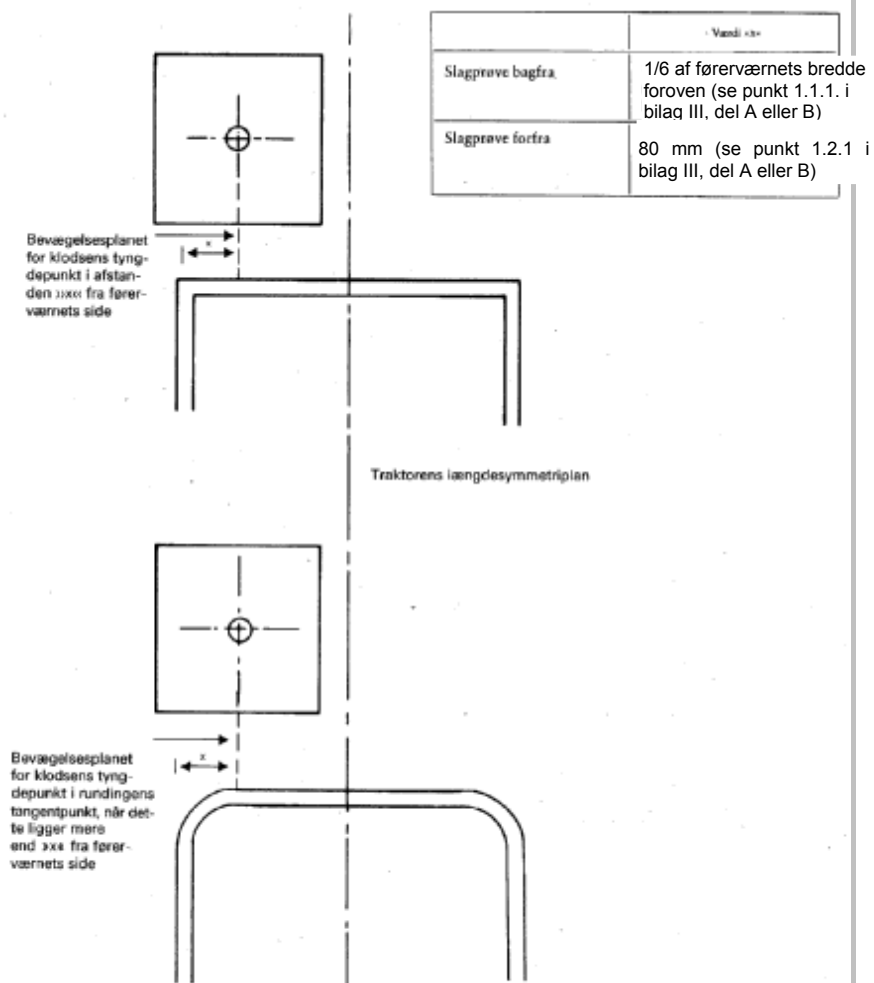 Værdi »x«
Slagprøve bagfra
1/6 af førerværnets bredde
foroven (se punkt 1.1.1. i
bilag III, del A eller B)
Slagprøve forfra
80 mm (se punkt 1.2.1 i
bilag III, del A eller B)
Bevægelsesplanet
for klodsens tyng-
depunkt i afstan-
den »x« fra fører-
værnets side
x
Traktorens længdesymmetriplan
x
Bevægelsesplanet
for klodsens tyng-
depunkt i rundingens
tangentpunkt, når det-
te ligger mere
end »x« fra fører-
værnets side